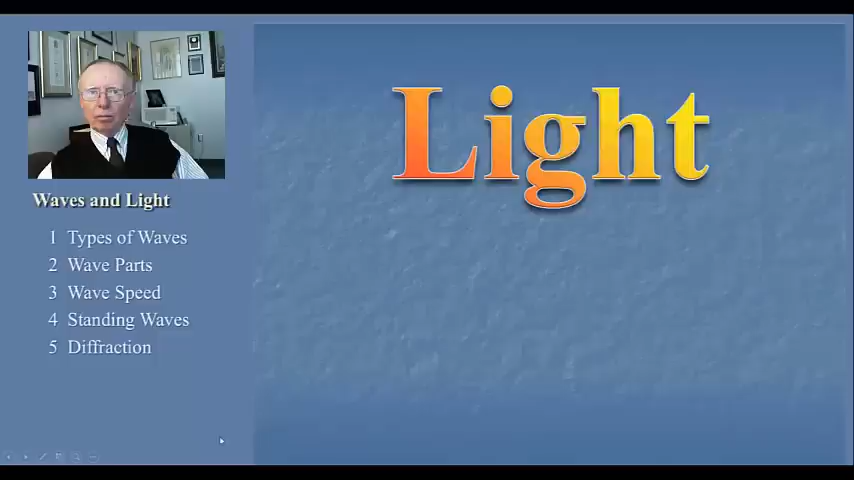 Light
Waves and Light
1 Types of Waves
2 Wave Parts
3 Wave Speed
4 Standing Waves
5 Diffraction